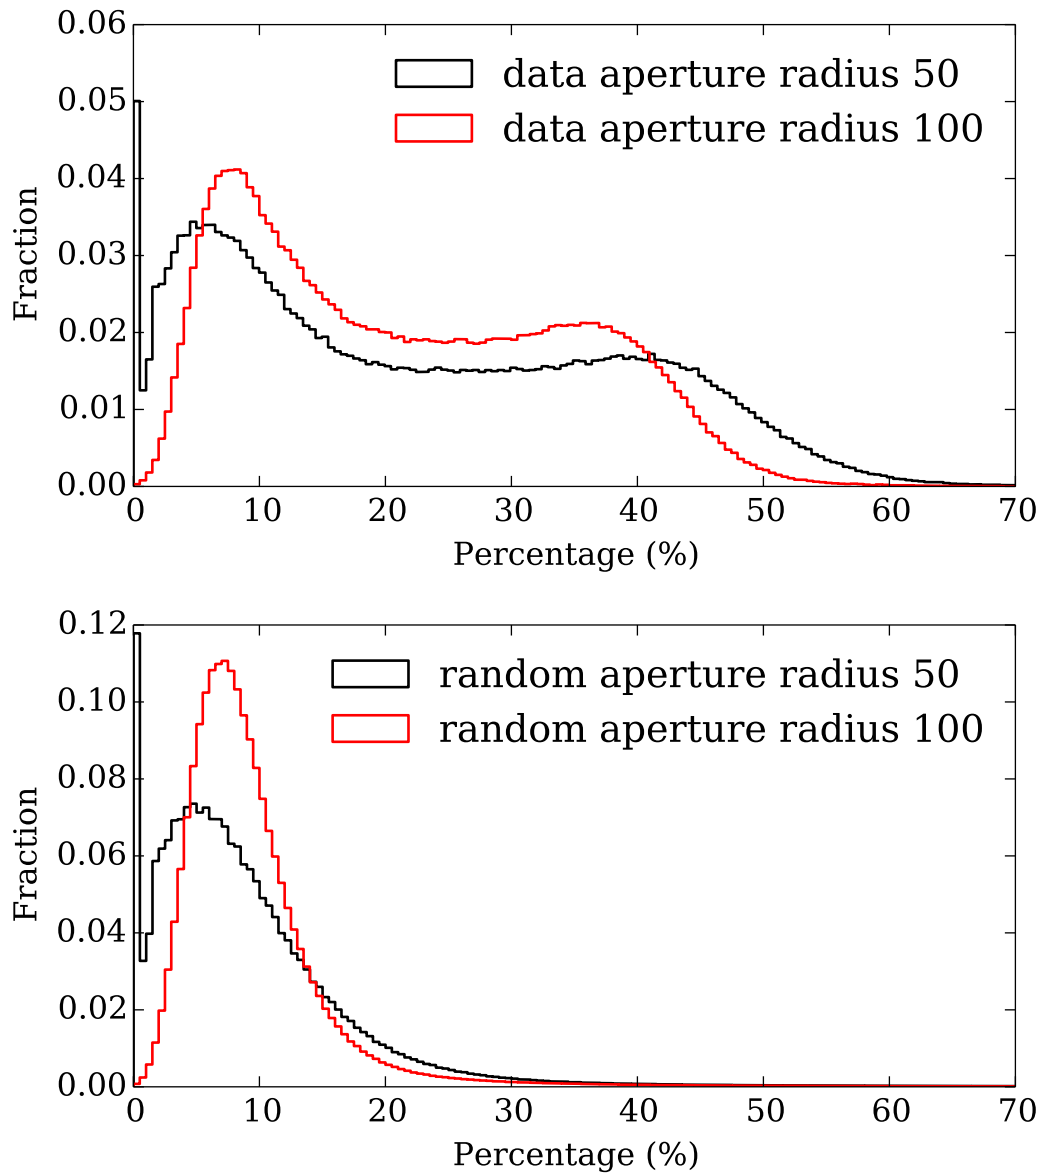 0.06
0.05
0.04
0.03
0.02
0.01
0.00
Fraction
data aperture radius 50
data aperture radius 100
0 10 20 30 40 50 60 70
Percentage (%)
0.12
0.10
0.08
0.06
0.04
0.02
0.00
Fraction
random aperture radius 50
random aperture radius 100
0 10 20 30 40 50 60 70
Percentage (%)